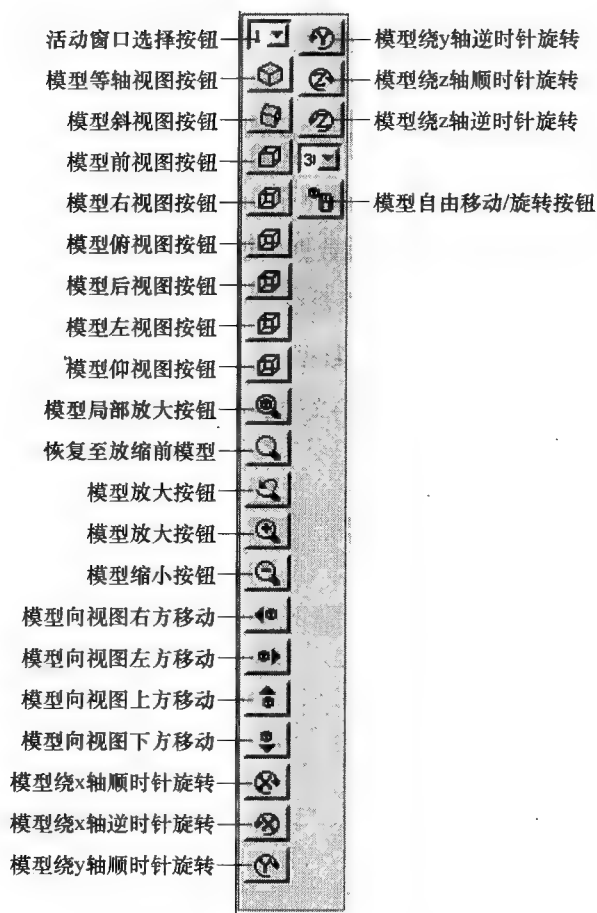 活动窗口选择按钮
1
模型绕y轴逆时针旋转
模型等轴视图按钮
模型绕z轴顺时针旋转
模型斜视图按钮
模型绕z轴逆时针旋转
模型前视图按钮
模型右视图按钮
模型自由移动/旋转按钮
模型俯视图按钮
模型后视图按钮
模型左视图按钮
模型仰视图按钮
模型局部放大按钮
恢复至放缩前模型
模型放大按钮
模型放大按钮
模型缩小按钮
模型向视图右方移动
模型向视图左方移动
模型向视图上方移动
模型向视图下方移动
模型绕x轴顺时针旋转
模型绕x轴逆时针旋转
模型绕y轴顺时针旋转